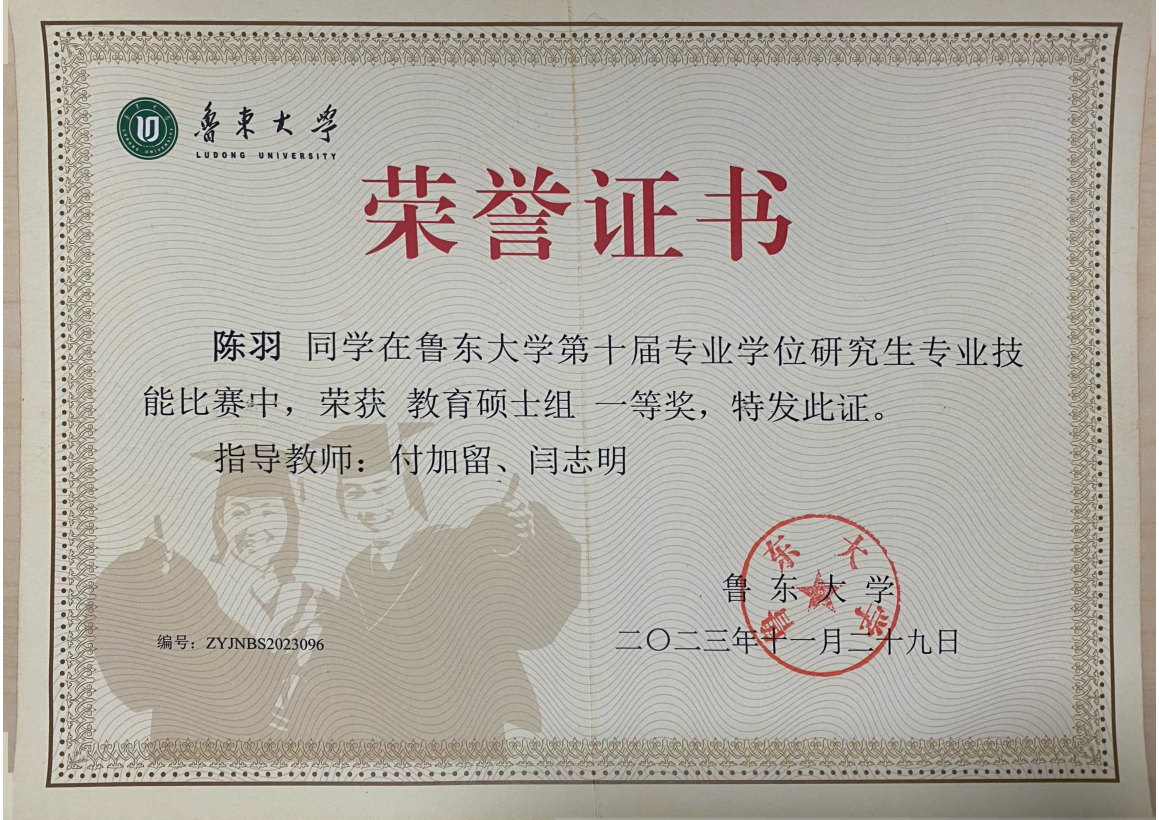 魯東大學
LUDONG UNIVERSITY
荣誉证书
陈羽 同学在鲁东大学第十届专业学位研究生专业技
能比赛中，荣获 教育硕士组 一等奖，特发此证。
指导教师：付加留、闫志明
鲁东大学
鲁东大学
编号：ZYJNBS2023096
二〇二三年十一月二十九日